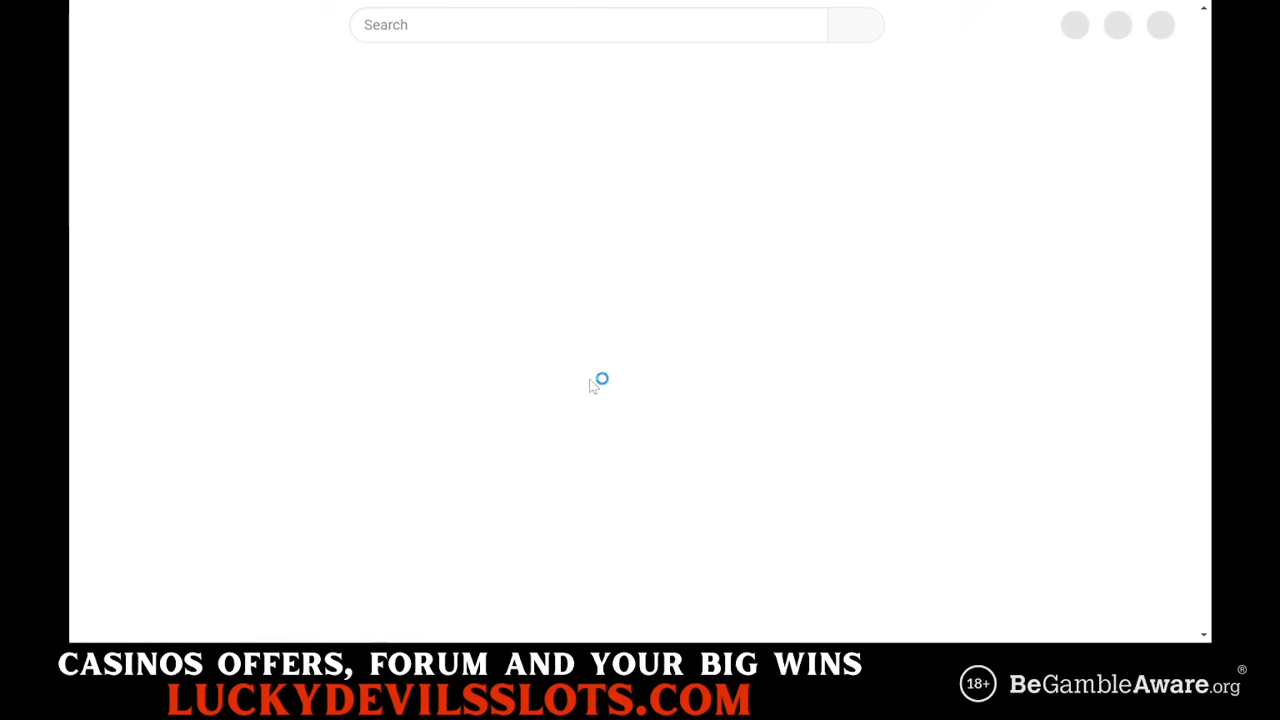 Search
CASINOS OFFERS, FORUM AND YOUR BIG WINS
LUCKYDEVILSSLOTS.COM
18+ BeGambleAware.org®